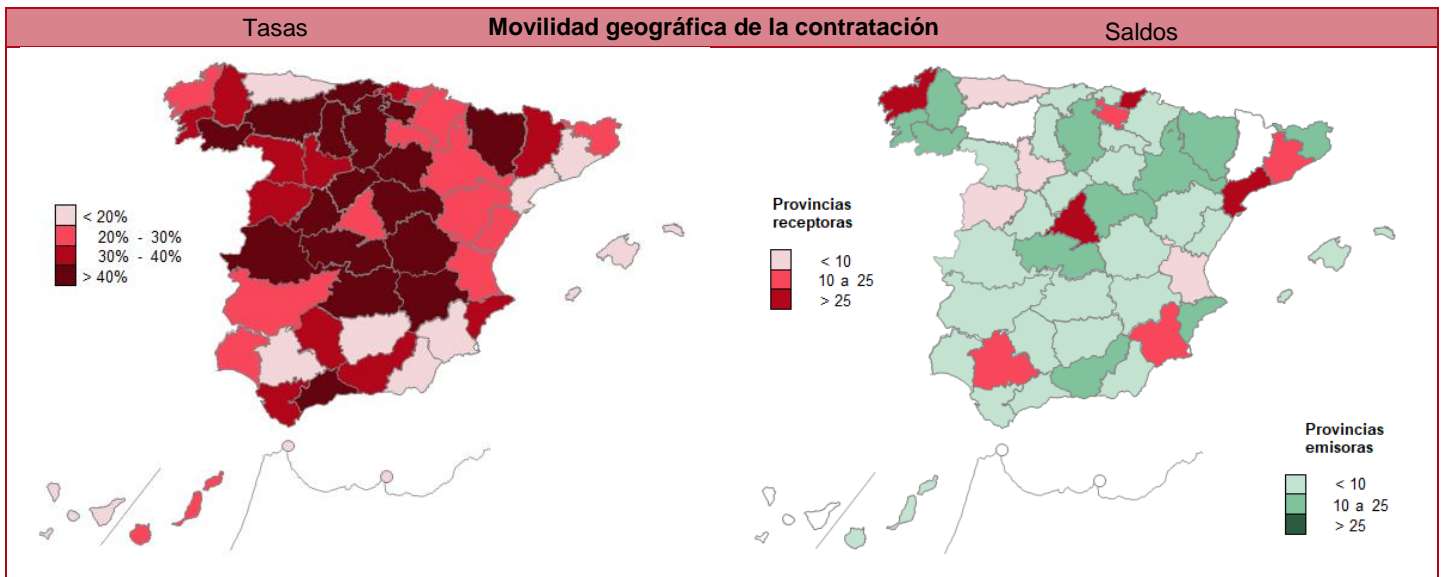 Tasas
Movilidad geográfica de la contratación
Saldos
< 20%
20% - 30%
30% - 40%
> 40%
Provincias
receptoras
< 10
10 a 25
> 25
Provincias
emisoras
< 10
10 a 25
> 25